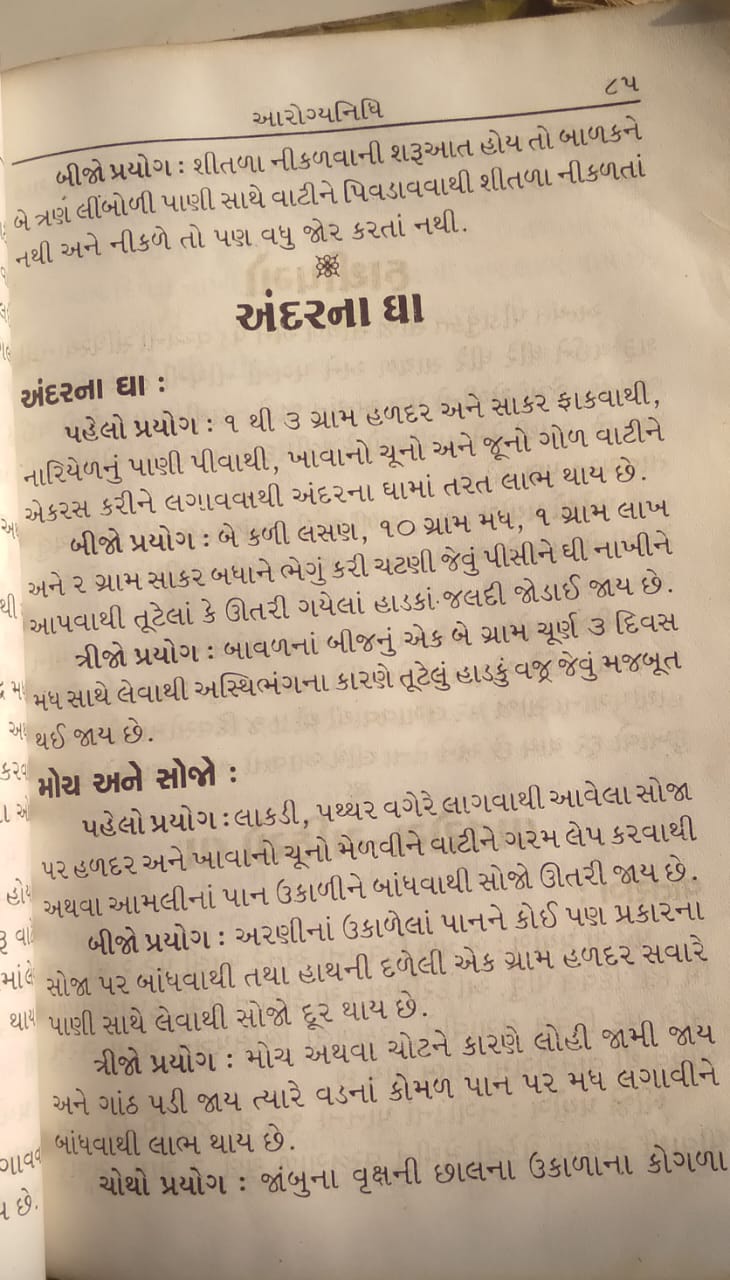 આરોગ્યનિધિ ૮૫
બીજો પ્રયોગ : શીતળા નીકળવાની શરૂઆત હોય તો બાળકને
બે ત્રણ લીંબોળી પાણી સાથે વાટીને પિવડાવવાથી શીતળા નીકળતાં
નથી અને નીકળે તો પણ વધુ જોર કરતાં નથી.
અંદરના ઘા
અંદરના ઘા :
પહેલો પ્રયોગ : ૧ થી ૩ ગ્રામ હળદર અને સાકર ફાકવાથી,
નારિયેળનું પાણી પીવાથી, ખાવાનો ચૂનો અને જૂનો ગોળ વાટીને
એકરસ કરીને લગાવવાથી અંદરના ઘામાં તરત લાભ થાય છે.
બીજો પ્રયોગ : બે કળી લસણ, ૧૦ ગ્રામ મધ, ૧ ગ્રામ લાખ
અને ૨ ગ્રામ સાકર બધાને ભેગું કરી ચટણી જેવું પીસીને ઘી નાખીને
આપવાથી તૂટેલાં કે ઊતરી ગયેલાં હાડકાં જલદી જોડાઈ જાય છે.
ત્રીજો પ્રયોગ : બાવળનાં બીજનું એક બે ગ્રામ ચૂર્ણ ૩ દિવસ
મધ સાથે લેવાથી અસ્થિભંગના કારણે તૂટેલું હાડકું વજ્ર જેવું મજબૂત
થઈ જાય છે.
મોચ અને સોજો :
પહેલો પ્રયોગ : લાકડી, પથ્થર વગેરે લાગવાથી આવેલા સોજા
પર હળદર અને ખાવાનો ચૂનો મેળવીને વાટીને ગરમ લેપ કરવાથી
અથવા આમલીનાં પાન ઉકાળીને બાંધવાથી સોજો ઊતરી જાય છે.
બીજો પ્રયોગ : અરણીનાં ઉકાળેલાં પાનને કોઈ પણ પ્રકારના
સોજા પર બાંધવાથી તથા હાથની દળેલી એક ગ્રામ હળદર સવારે
પાણી સાથે લેવાથી સોજો દૂર થાય છે.
ત્રીજો પ્રયોગ : મોચ અથવા ચોટને કારણે લોહી જામી જાય
અને ગાંઠ પડી જાય ત્યારે વડનાં કોમળ પાન પર મધ લગાવીને
બાંધવાથી લાભ થાય છે.
ચોથો પ્રયોગ : જાંબુના વૃક્ષની છાલના ઉકાળાના કોગળા